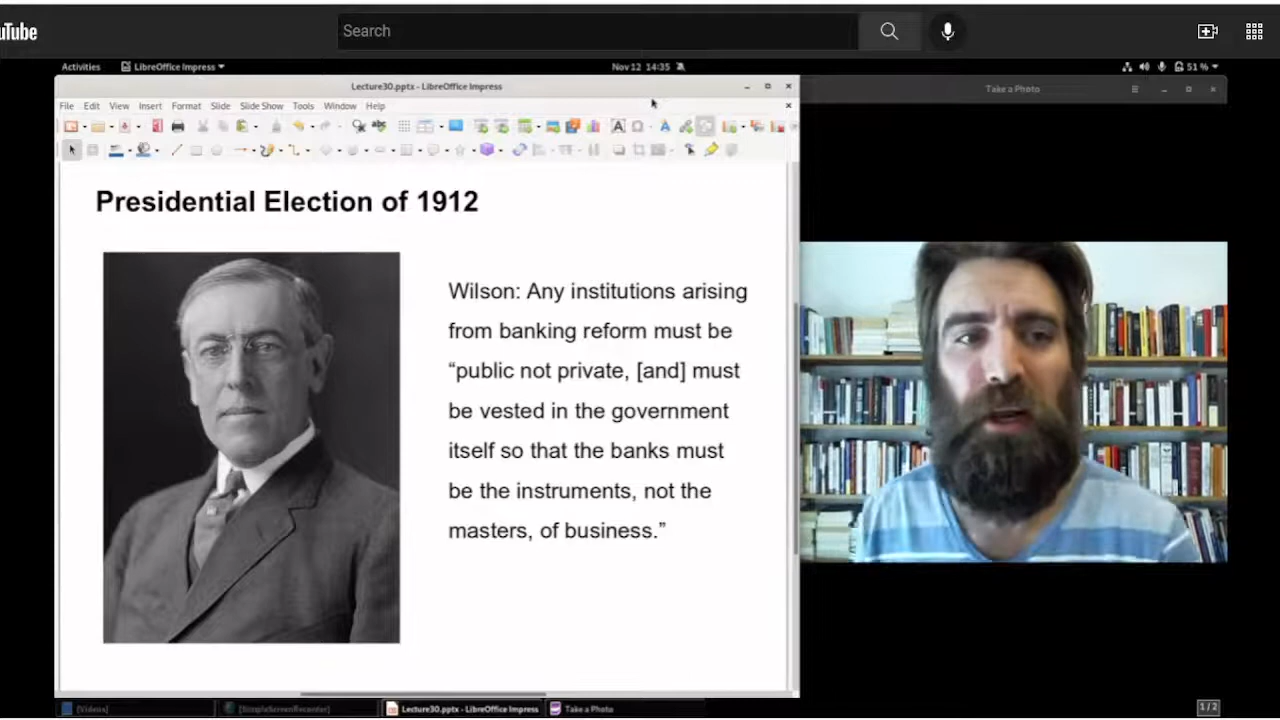 uTube
Search
Activities LibreOffice Impress Nov 12 14:35 51 %
Lecture30.pptx - LibreOffice Impress
Take a Photo
File Edit View Insert Format Slide Slide Show Tools Window Help
Presidential Election of 1912
Wilson: Any institutions arising
from banking reform must be
“public not private, [and] must
be vested in the government
itself so that the banks must
be the instruments, not the
masters, of business.”
[Videos] [SimpleScreenRecorder] Lecture30.pptx - LibreOffice Impress Take a Photo 1 / 2